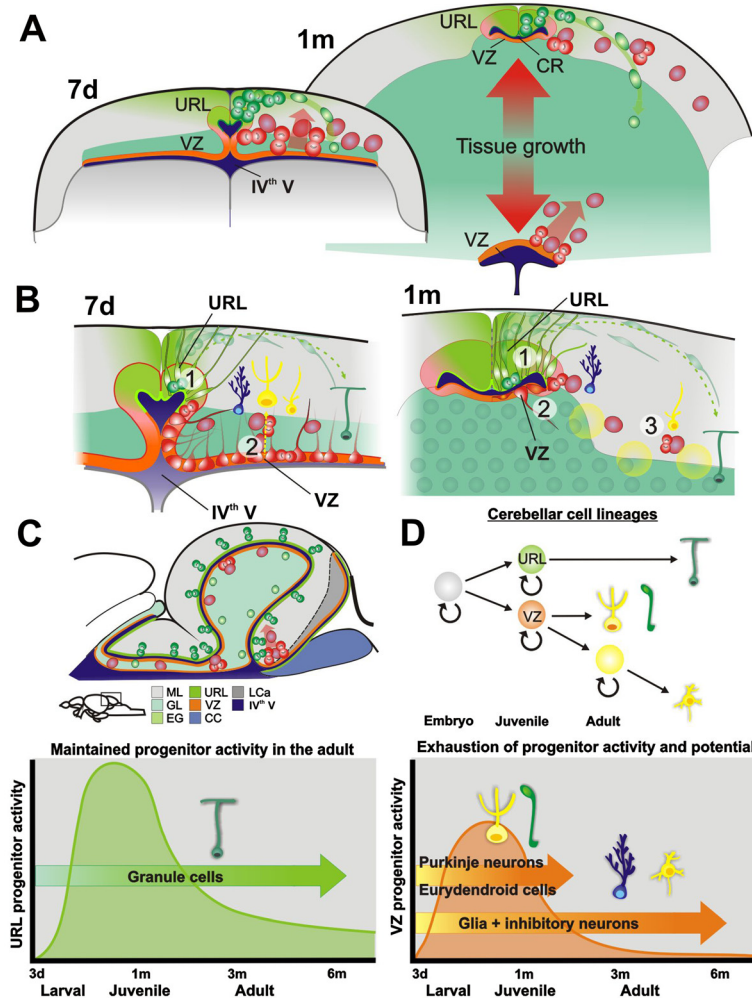 A
7d
URL
VZ
IVth V
1m
URL
VZ
CR
Tissue growth
VZ
B
7d
URL
1
2
VZ
IVth V
1m
URL
1
2
3
VZ
C
ML
URL
LCa
GL
VZ
IVth V
EG
CC
D
Cerebellar cell lineages
URL
VZ
Embryo
Juvenile
Adult
Maintained progenitor activity in the adult
URL progenitor activity
Granule cells
3d
1m
3m
6m
Larval
Juvenile
Adult
Exhaustion of progenitor activity and potential
VZ progenitor activity
Purkinje neurons
Eurydendroid cells
Glia + inhibitory neurons
3d
1m
3m
6m
Larval
Juvenile
Adult